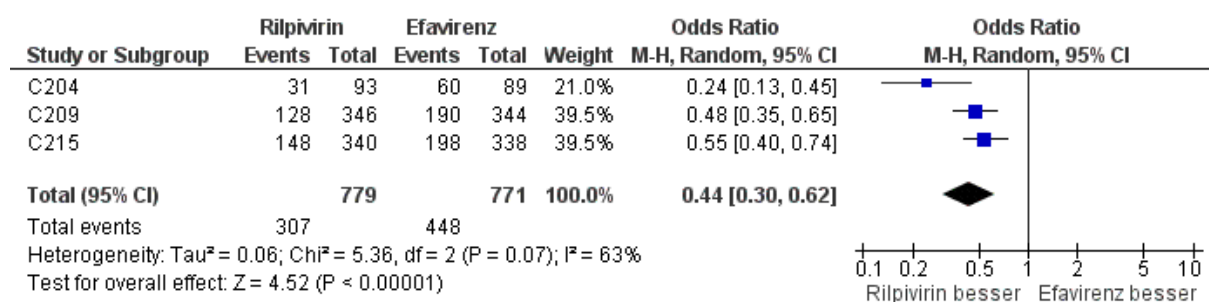 Rilpivirin Efavirenz Odds Ratio Odds Ratio
Study or Subgroup Events Total Events Total Weight M-H, Random, 95% CI M-H, Random, 95% CI
C204 31 93 60 89 21.0% 0.24 [0.13, 0.45]
C209 128 346 190 344 39.5% 0.48 [0.35, 0.65]
C215 148 340 198 338 39.5% 0.55 [0.40, 0.74]
Total (95% CI) 779 771 100.0% 0.44 [0.30, 0.62]
Total events 307 448
Heterogeneity: Tau² = 0.06; Chi² = 5.36, df = 2 (P = 0.07); I² = 63%
Test for overall effect: Z = 4.52 (P < 0.00001)
0.1 0.2 0.5 1 2 5 10
Rilpivirin besser Efavirenz besser